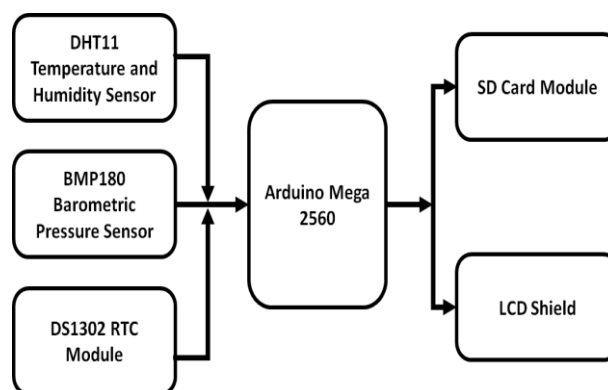 DHT11
Temperature and
Humidity Sensor
BMP180
Barometric
Pressure Sensor
DS1302 RTC
Module
Arduino Mega
2560
SD Card Module
LCD Shield